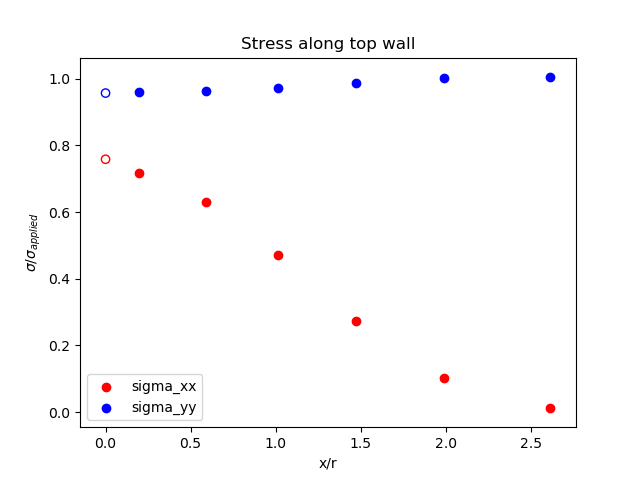 Stress along top wall
1.0
0.8
0.6
0.4
0.2
0.0
σ/σ_applied
sigma_xx
sigma_yy
0.0 0.5 1.0 1.5 2.0 2.5
x/r